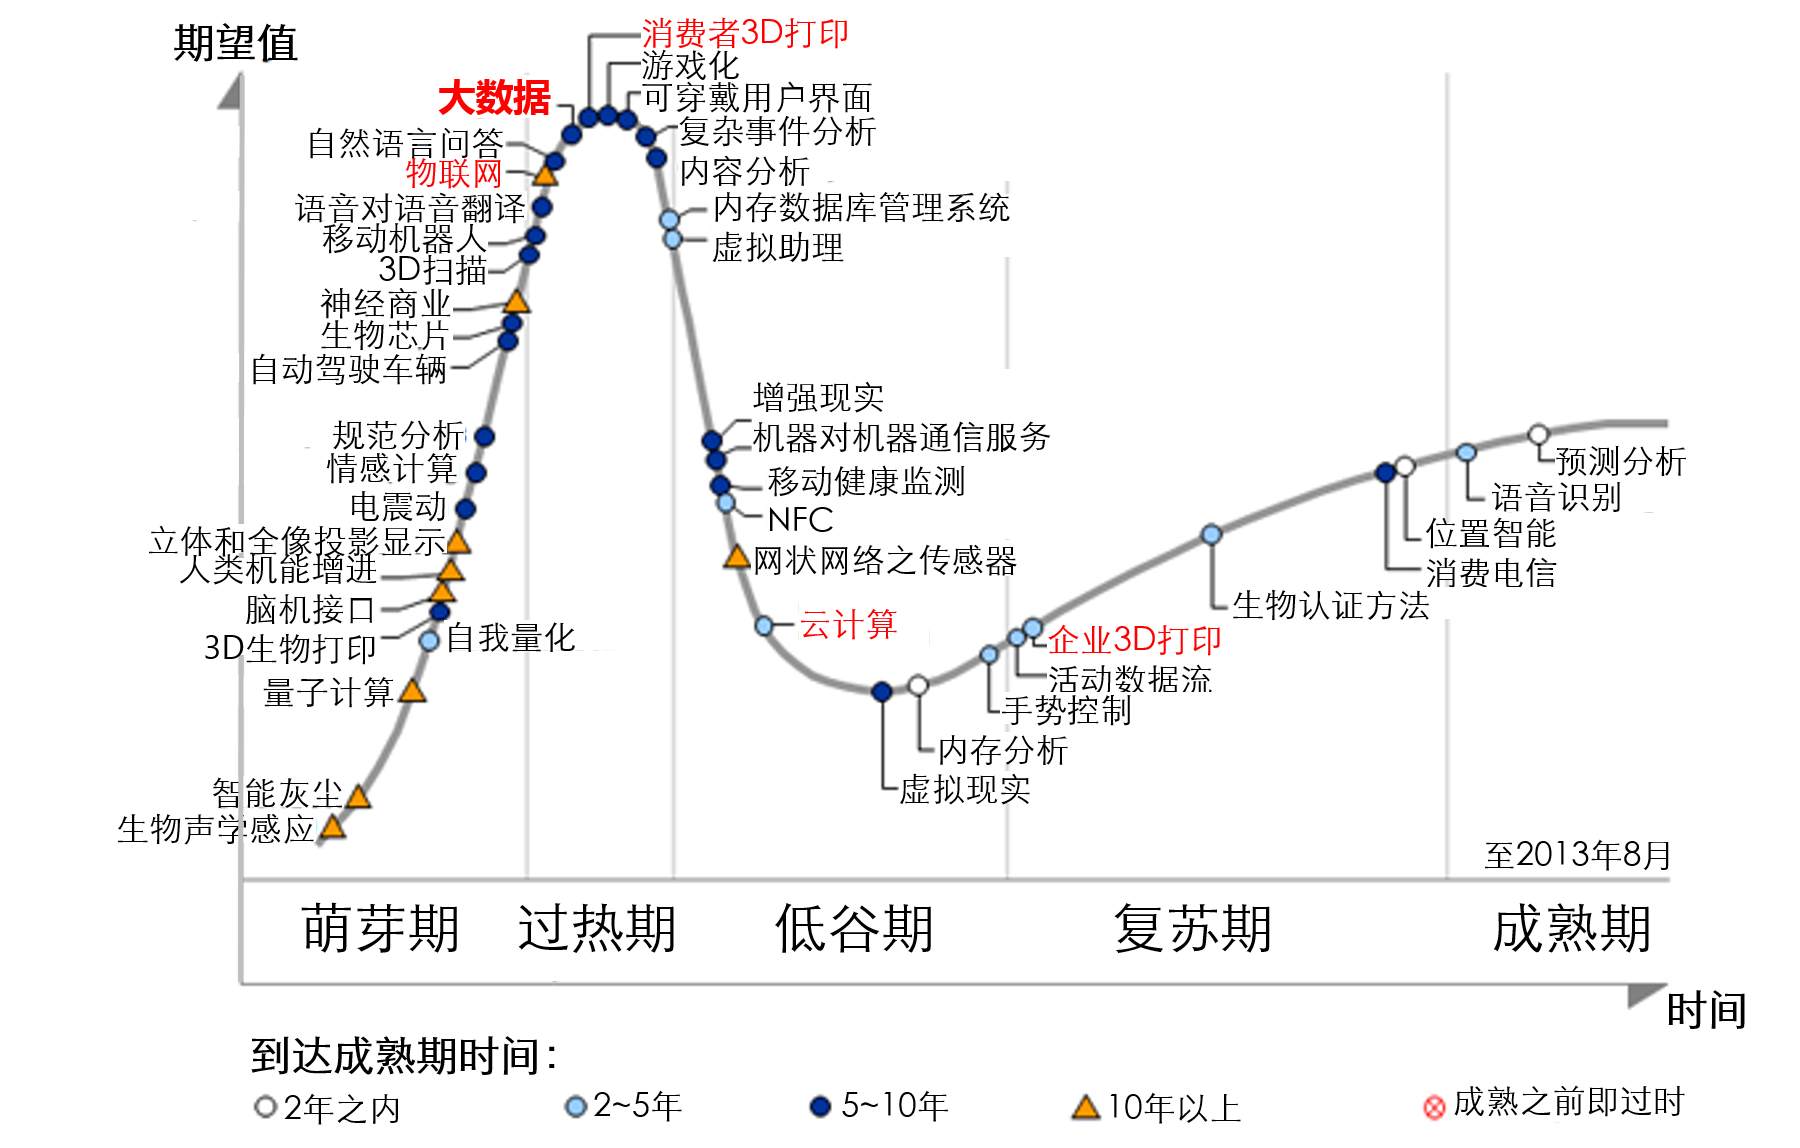 期望值
消费者3D打印
游戏化
大数据
可穿戴用户界面
复杂事件分析
自然语言问答
物联网
内容分析
语音对语音翻译
内存数据库管理系统
移动机器人
虚拟助理
3D扫描
神经商业
生物芯片
自动驾驶车辆
增强现实
规范分析
机器对机器通信服务
情感计算
移动健康监测
电震动
NFC
立体和全像投影显示
网状网络之传感器
人类机能增进
脑机接口
云计算
3D生物打印
自我量化
量子计算
智能灰尘
生物声学感应
预测分析
语音识别
位置智能
消费电信
生物认证方法
企业3D打印
活动数据流
手势控制
内存分析
虚拟现实
至2013年8月
萌芽期
过热期
低谷期
复苏期
成熟期
时间
到达成熟期时间：
2年之内
2~5年
5~10年
10年以上
成熟之前即过时